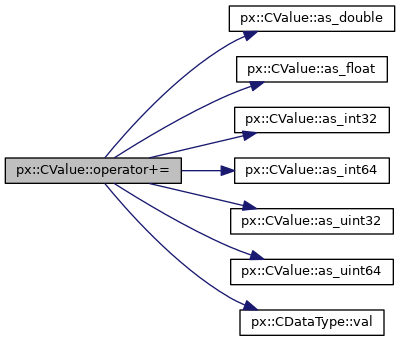 px::CValue::operator+=
px::CValue::as_double
px::CValue::as_float
px::CValue::as_int32
px::CValue::as_int64
px::CValue::as_uint32
px::CValue::as_uint64
px::CDataType::val